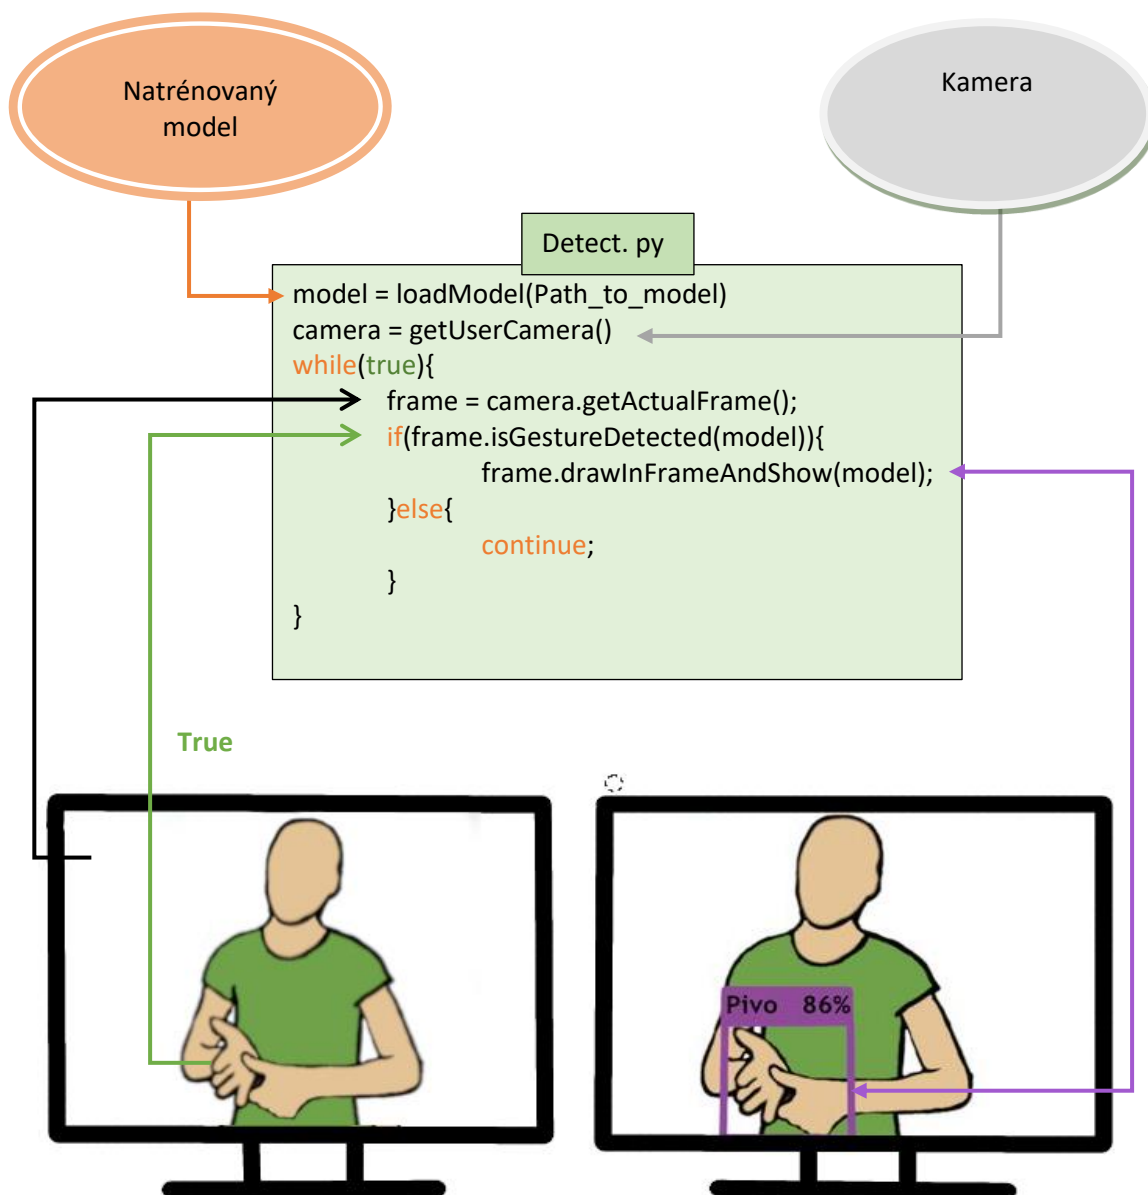 Natrénovaný
model
Kamera
Detect. py
model = loadModel(Path_to_model)
camera = getUserCamera()
while(true){
frame = camera.getActualFrame();
if(frame.isGestureDetected(model)){
frame.drawInFrameAndShow(model);
}else{
continue;
}
}
True
Pivo 86%